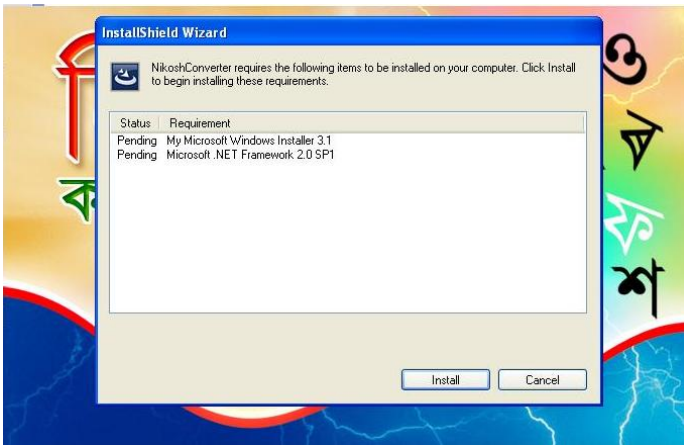 InstallShield Wizard
NikoshConverter requires the following items to be installed on your computer. Click Install
to begin installing these requirements.
Status Requirement
Pending My Microsoft Windows Installer 3.1
Pending Microsoft .NET Framework 2.0 SP1
Install Cancel
ও
ফ
শ